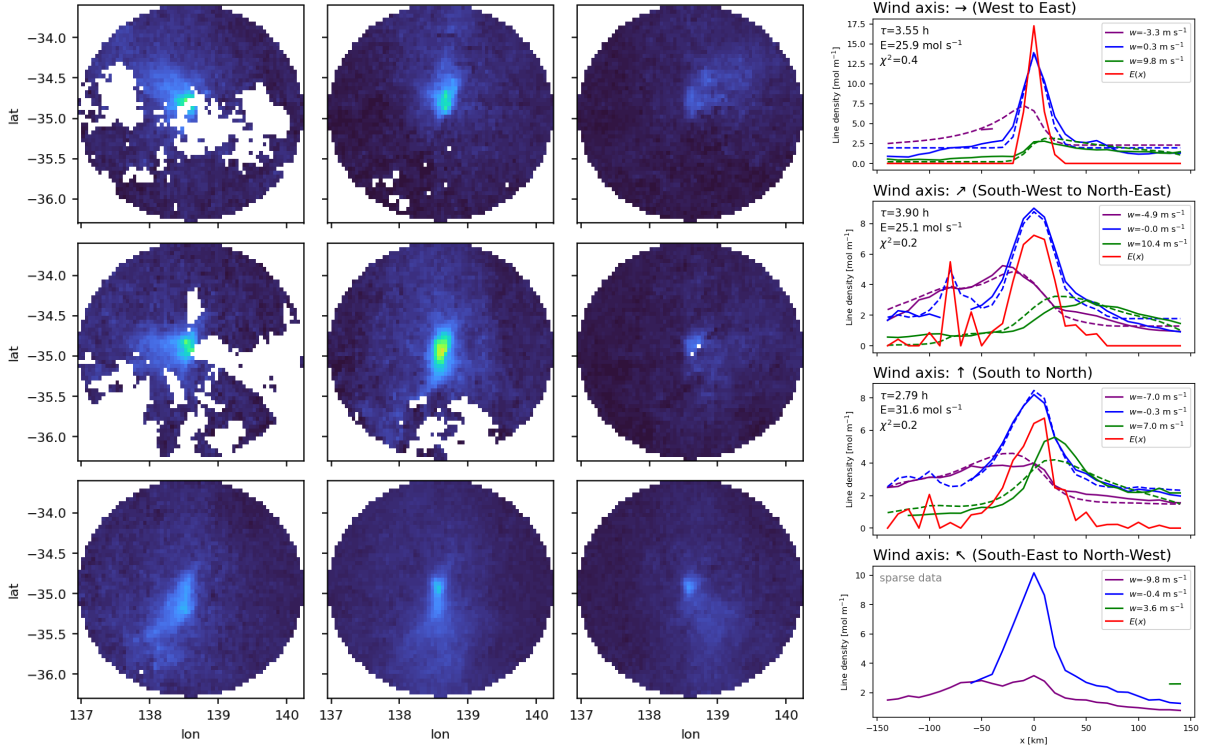 lat
−34.0
−34.5
−35.0
−35.5
−36.0
lat
−34.0
−34.5
−35.0
−35.5
−36.0
lat
−34.0
−34.5
−35.0
−35.5
−36.0
137 138 139 140
lon
137 138 139 140
lon
137 138 139 140
lon
Wind axis: → (West to East)
Line density [mol m⁻¹]
17.5
15.0
12.5
10.0
7.5
5.0
2.5
0.0
τ=3.55 h
E=25.9 mol s⁻¹
χ²=0.4
w=-3.3 m s⁻¹
w=0.3 m s⁻¹
w=9.8 m s⁻¹
E(x)
Wind axis: ↗ (South-West to North-East)
Line density [mol m⁻¹]
8
6
4
2
0
τ=3.90 h
E=25.1 mol s⁻¹
χ²=0.2
w=-4.9 m s⁻¹
w=-0.0 m s⁻¹
w=10.4 m s⁻¹
E(x)
Wind axis: ↑ (South to North)
Line density [mol m⁻¹]
8
6
4
2
0
τ=2.79 h
E=31.6 mol s⁻¹
χ²=0.2
w=-7.0 m s⁻¹
w=-0.3 m s⁻¹
w=7.0 m s⁻¹
E(x)
Wind axis: ↖ (South-East to North-West)
Line density [mol m⁻¹]
10
8
6
4
2
sparse data
w=-9.8 m s⁻¹
w=-0.4 m s⁻¹
w=3.6 m s⁻¹
E(x)
−150 −100 −50 0 50 100 150
x [km]